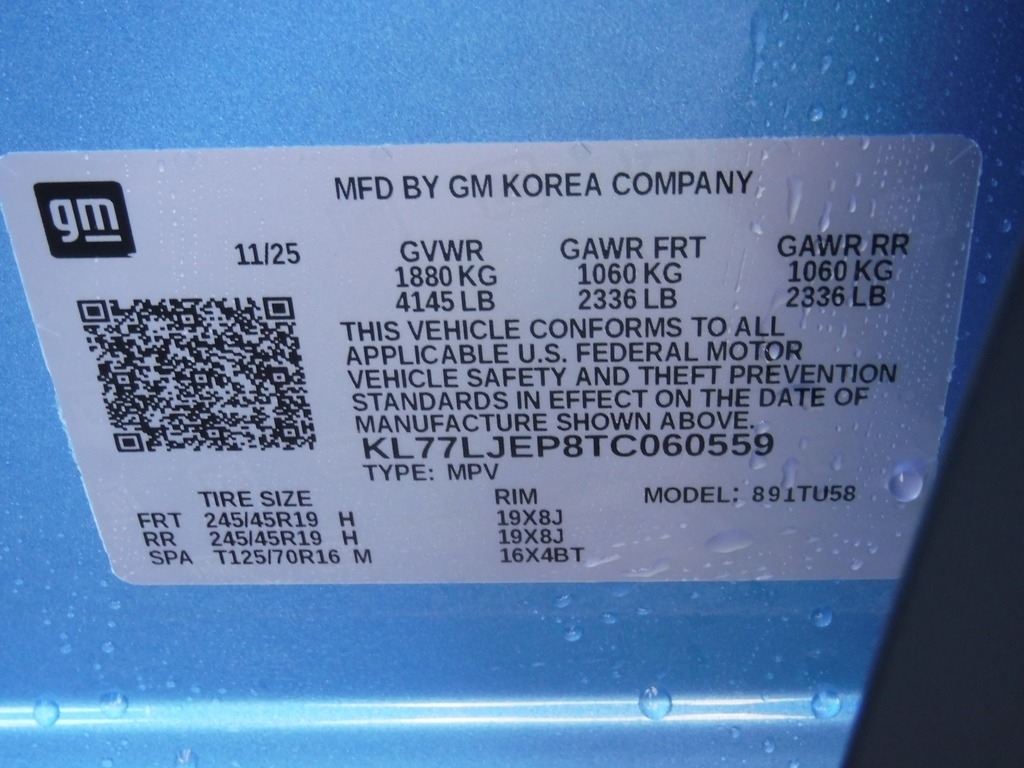 gm
MFD BY GM KOREA COMPANY
11/25 GVWR GAWR FRT GAWR RR
1880 KG 1060 KG 1060 KG
4145 LB 2336 LB 2336 LB
THIS VEHICLE CONFORMS TO ALL
APPLICABLE U.S. FEDERAL MOTOR
VEHICLE SAFETY AND THEFT PREVENTION
STANDARDS IN EFFECT ON THE DATE OF
MANUFACTURE SHOWN ABOVE.
KL77LJEP8TC060559
TYPE: MPV
TIRE SIZE RIM MODEL: 891TU58
FRT 245/45R19 H 19X8J
RR 245/45R19 H 19X8J
SPA T125/70R16 M 16X4BT